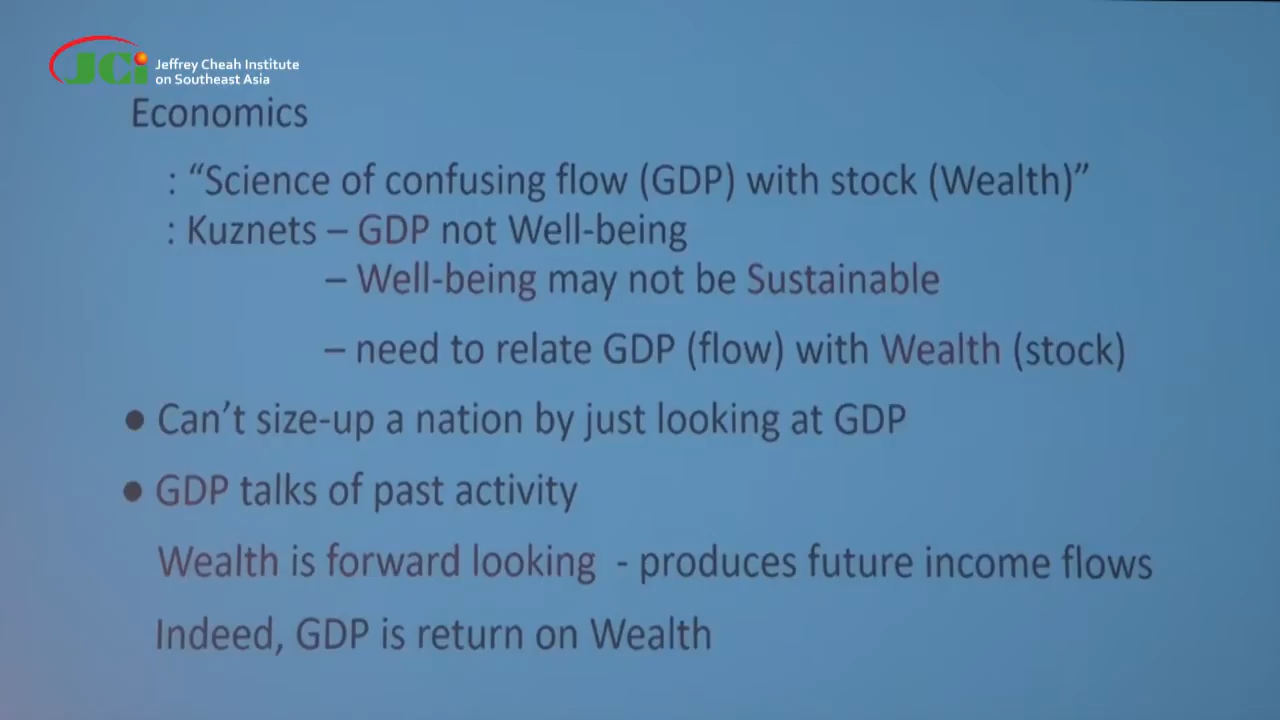 JCi Jeffrey Cheah Institute
on Southeast Asia
Economics
: “Science of confusing flow (GDP) with stock (Wealth)”
: Kuznets – GDP not Well-being
– Well-being may not be Sustainable
– need to relate GDP (flow) with Wealth (stock)
● Can’t size-up a nation by just looking at GDP
● GDP talks of past activity
Wealth is forward looking - produces future income flows
Indeed, GDP is return on Wealth